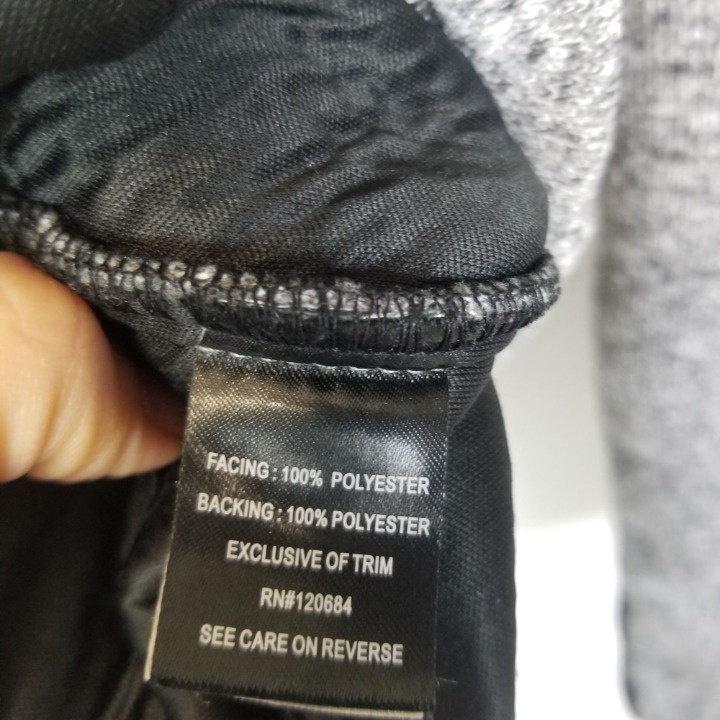 FACING : 100% POLYESTER
BACKING : 100% POLYESTER
EXCLUSIVE OF TRIM
RN#120684
SEE CARE ON REVERSE